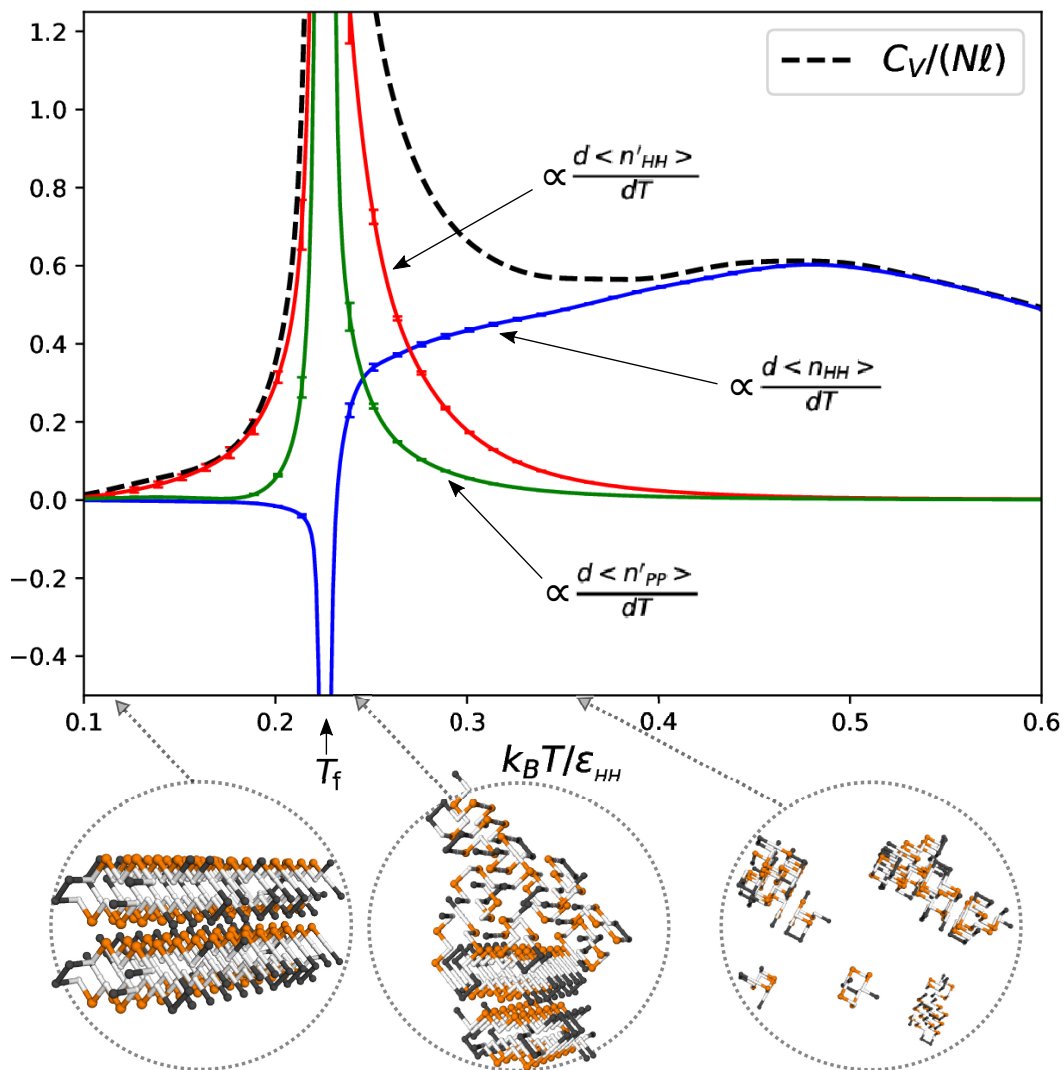 1.2
1.0
0.8
0.6
0.4
0.2
0.0
−0.2
−0.4
C_V/(Nℓ)
∝ d < n'_HH > / dT
∝ d < n_HH > / dT
∝ d < n'_PP > / dT
0.1 0.2 0.3 0.4 0.5 0.6
T_f
k_B T/ε_HH